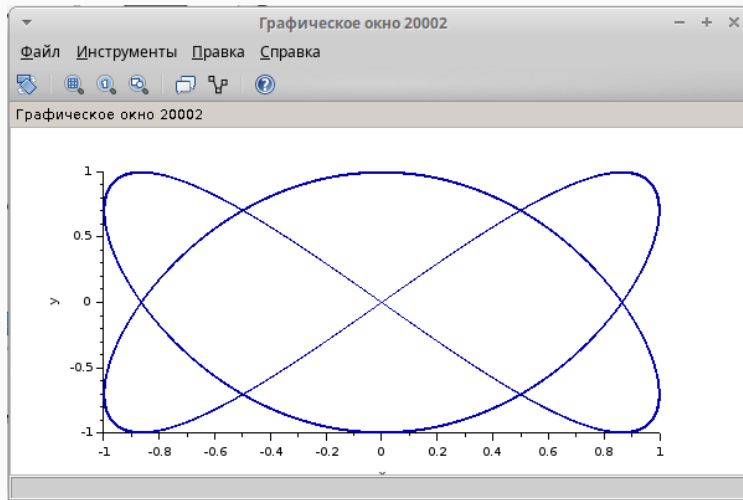 Графическое окно 20002
Файл Инструменты Правка Справка
Графическое окно 20002
1
0.5
y
0
-0.5
-1
-1 -0.8 -0.6 -0.4 -0.2 0 0.2 0.4 0.6 0.8 1